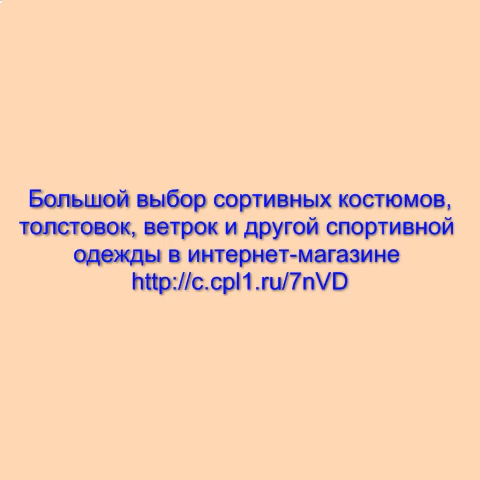 Большой выбор сортивных костюмов,
толстовок, ветрок и другой спортивной
одежды в интернет-магазине
http://c.cpl1.ru/7nVD